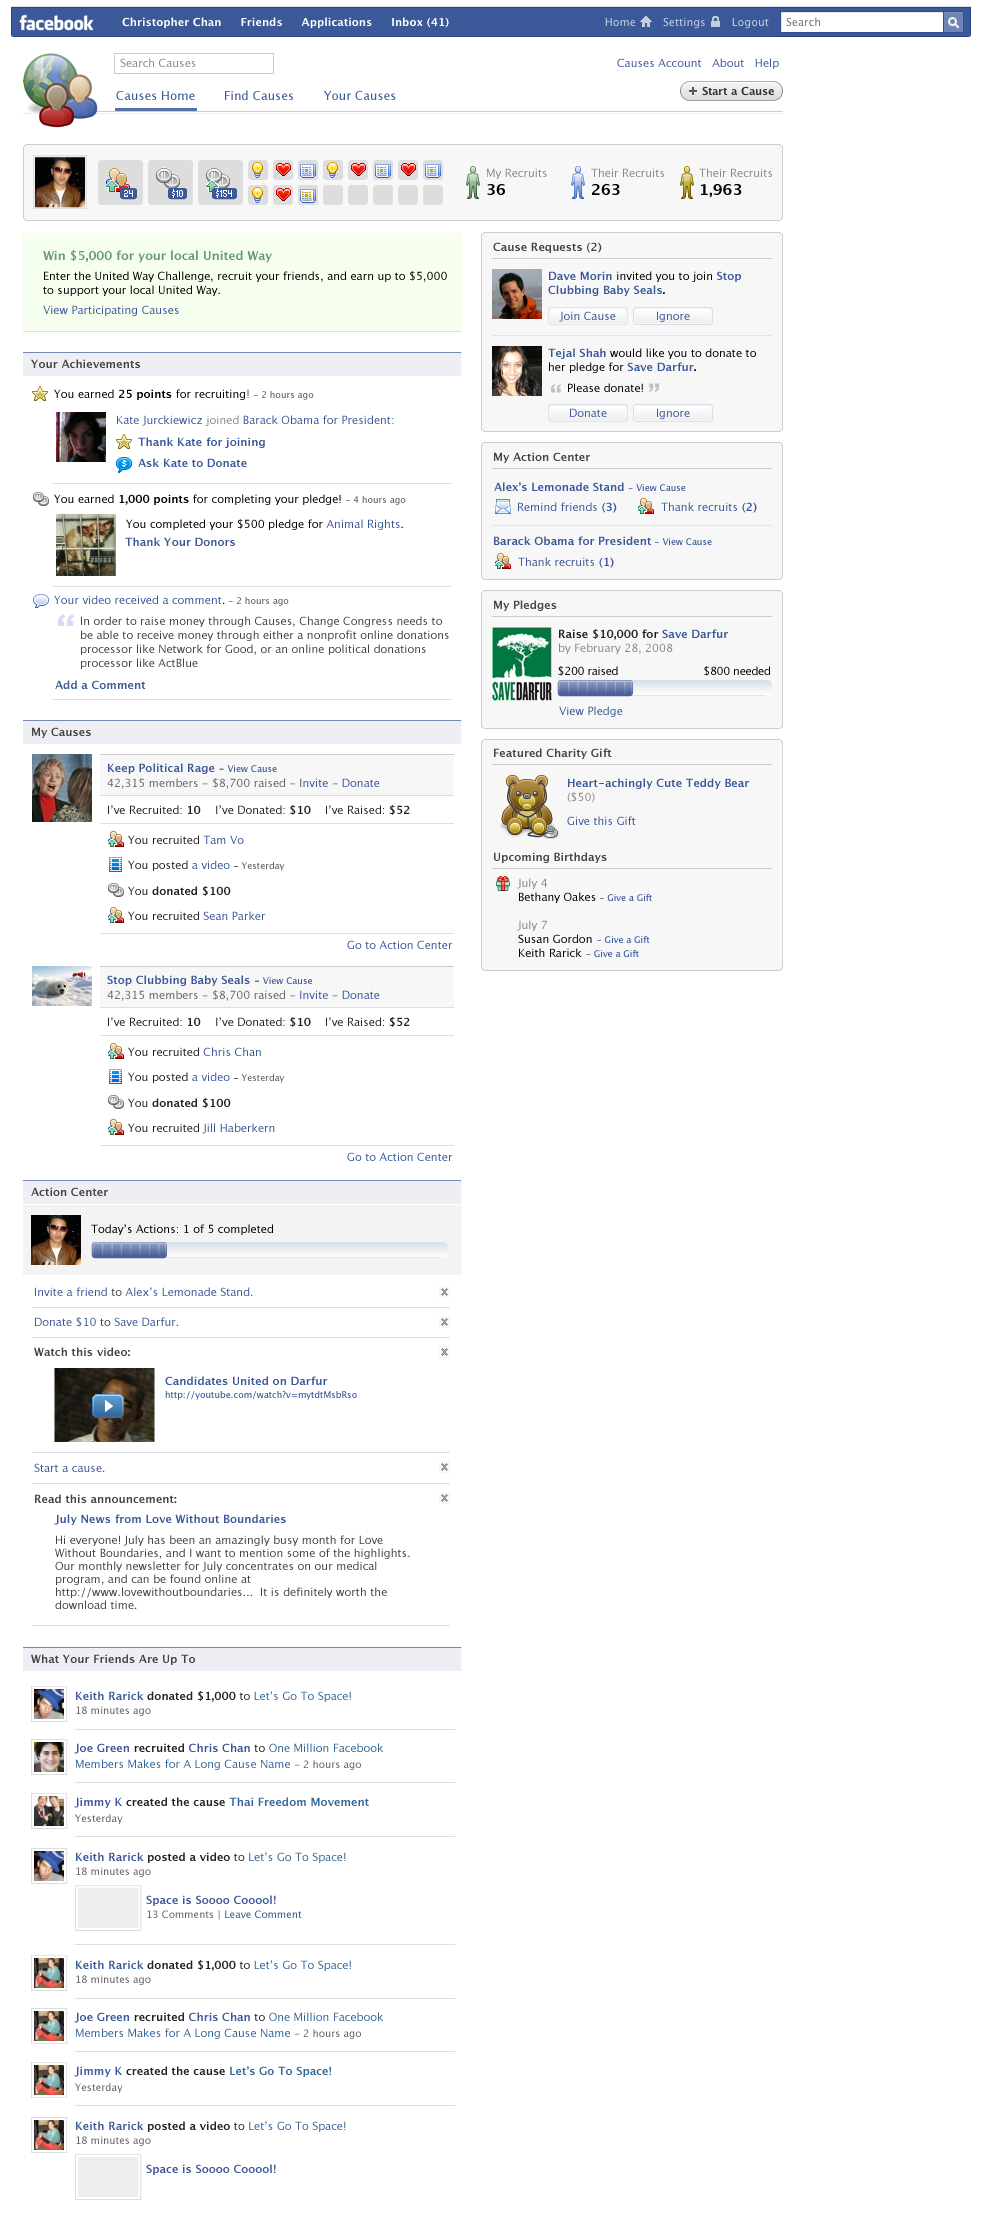 facebook Christopher Chan Friends Applications Inbox (41) Home Settings Logout Search
Search Causes
Causes Account About Help
Causes Home Find Causes Your Causes
+ Start a Cause
24 $10 $154
My Recruits
36
Their Recruits
263
Their Recruits
1,963
Win $5,000 for your local United Way
Enter the United Way Challenge, recruit your friends, and earn up to $5,000
to support your local United Way.
View Participating Causes
Your Achievements
You earned 25 points for recruiting! – 2 hours ago
Kate Jurckiewicz joined Barack Obama for President:
Thank Kate for joining
Ask Kate to Donate
You earned 1,000 points for completing your pledge! – 4 hours ago
You completed your $500 pledge for Animal Rights.
Thank Your Donors
Your video received a comment. – 2 hours ago
“ In order to raise money through Causes, Change Congress needs to
be able to receive money through either a nonprofit online donations
processor like Network for Good, or an online political donations
processor like ActBlue
Add a Comment
My Causes
Keep Political Rage – View Cause
42,315 members – $8,700 raised – Invite – Donate
I've Recruited: 10 I've Donated: $10 I've Raised: $52
You recruited Tam Vo
You posted a video – Yesterday
You donated $100
You recruited Sean Parker
Go to Action Center
Stop Clubbing Baby Seals – View Cause
42,315 members – $8,700 raised – Invite – Donate
I've Recruited: 10 I've Donated: $10 I've Raised: $52
You recruited Chris Chan
You posted a video – Yesterday
You donated $100
You recruited Jill Haberkern
Go to Action Center
Action Center
Today's Actions: 1 of 5 completed
Invite a friend to Alex's Lemonade Stand. x
Donate $10 to Save Darfur. x
Watch this video: x
Candidates United on Darfur
http://youtube.com/watch?v=mytdtMsbRso
Start a cause. x
Read this announcement: x
July News from Love Without Boundaries
Hi everyone! July has been an amazingly busy month for Love
Without Boundaries, and I want to mention some of the highlights.
Our monthly newsletter for July concentrates on our medical
program, and can be found online at
http://www.lovewithoutboundaries... It is definitely worth the
download time.
What Your Friends Are Up To
Keith Rarick donated $1,000 to Let's Go To Space!
18 minutes ago
Joe Green recruited Chris Chan to One Million Facebook
Members Makes for A Long Cause Name – 2 hours ago
Jimmy K created the cause Thai Freedom Movement
Yesterday
Keith Rarick posted a video to Let's Go To Space!
18 minutes ago
Space is Soooo Cooool!
13 Comments | Leave Comment
Keith Rarick donated $1,000 to Let's Go To Space!
18 minutes ago
Joe Green recruited Chris Chan to One Million Facebook
Members Makes for A Long Cause Name – 2 hours ago
Jimmy K created the cause Let's Go To Space!
Yesterday
Keith Rarick posted a video to Let's Go To Space!
18 minutes ago
Space is Soooo Cooool!
Cause Requests (2)
Dave Morin invited you to join Stop
Clubbing Baby Seals.
Join Cause Ignore
Tejal Shah would like you to donate to
her pledge for Save Darfur.
“ Please donate! ”
Donate Ignore
My Action Center
Alex's Lemonade Stand – View Cause
Remind friends (3) Thank recruits (2)
Barack Obama for President – View Cause
Thank recruits (1)
My Pledges
SAVEDARFUR
Raise $10,000 for Save Darfur
by February 28, 2008
$200 raised $800 needed
View Pledge
Featured Charity Gift
Heart-achingly Cute Teddy Bear
($50)
Give this Gift
Upcoming Birthdays
July 4
Bethany Oakes – Give a Gift
July 7
Susan Gordon – Give a Gift
Keith Rarick – Give a Gift